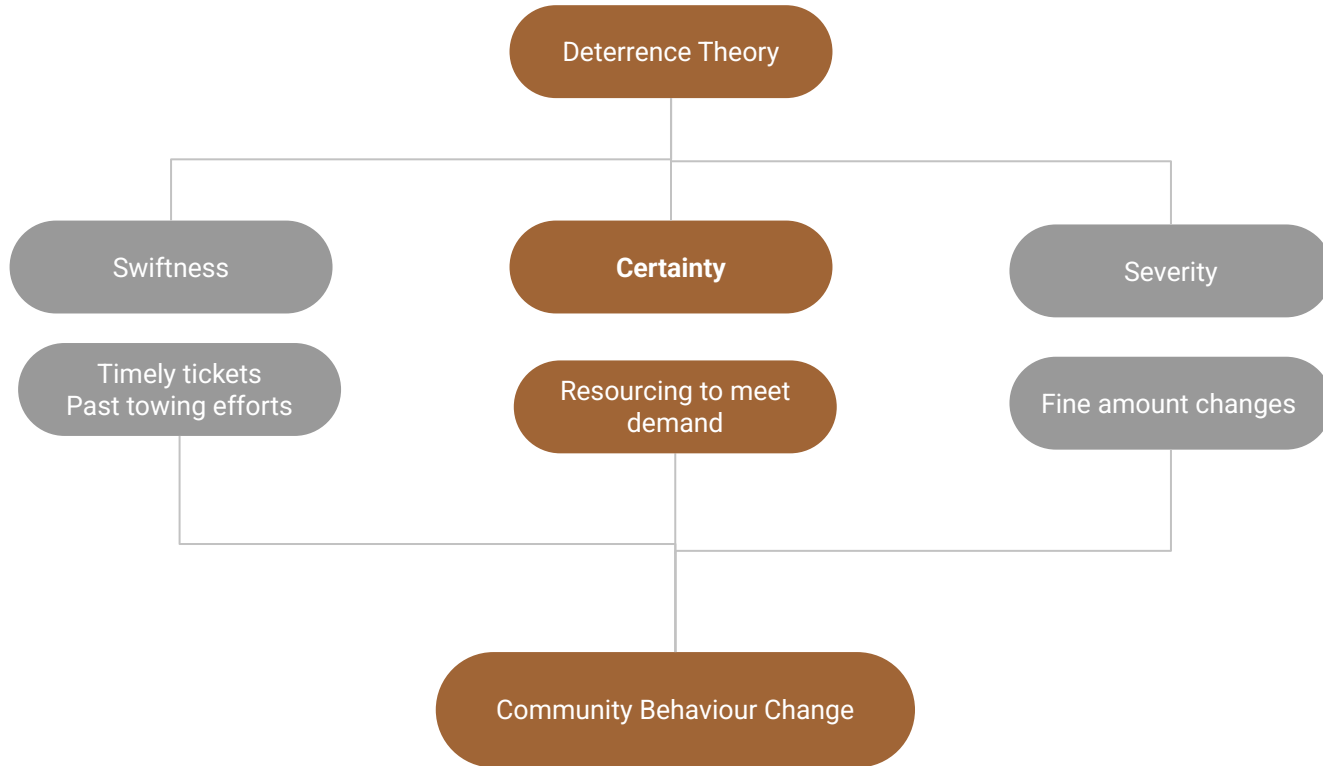 Deterrence Theory
Swiftness
Certainty
Severity
Timely tickets
Past towing efforts
Resourcing to meet
demand
Fine amount changes
Community Behaviour Change